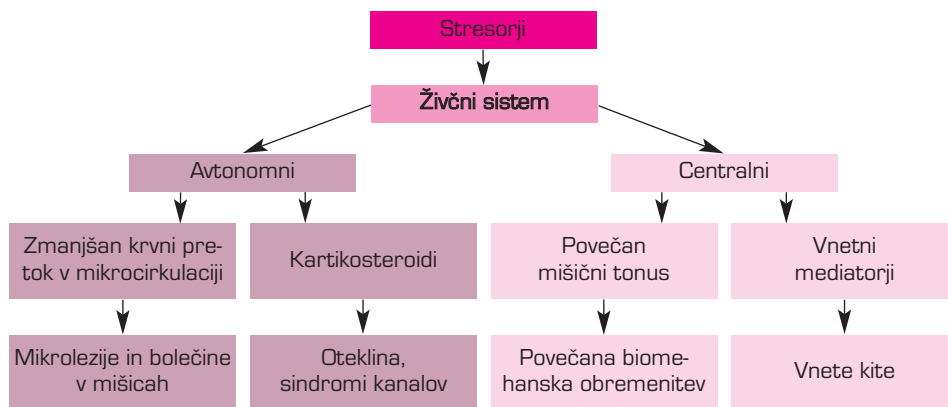 Stresorji
Živčni sistem
Avtonomni
Centralni
Zmanjšan krvni pre-
tok v mikrocirkulaciji
Kartikosteroidi
Povečan
mišični tonus
Vnetni
mediatorji
Mikrolezije in bolečine
v mišicah
Oteklina,
sindromi kanalov
Povečana biome-
hanska obremenitev
Vnete kite